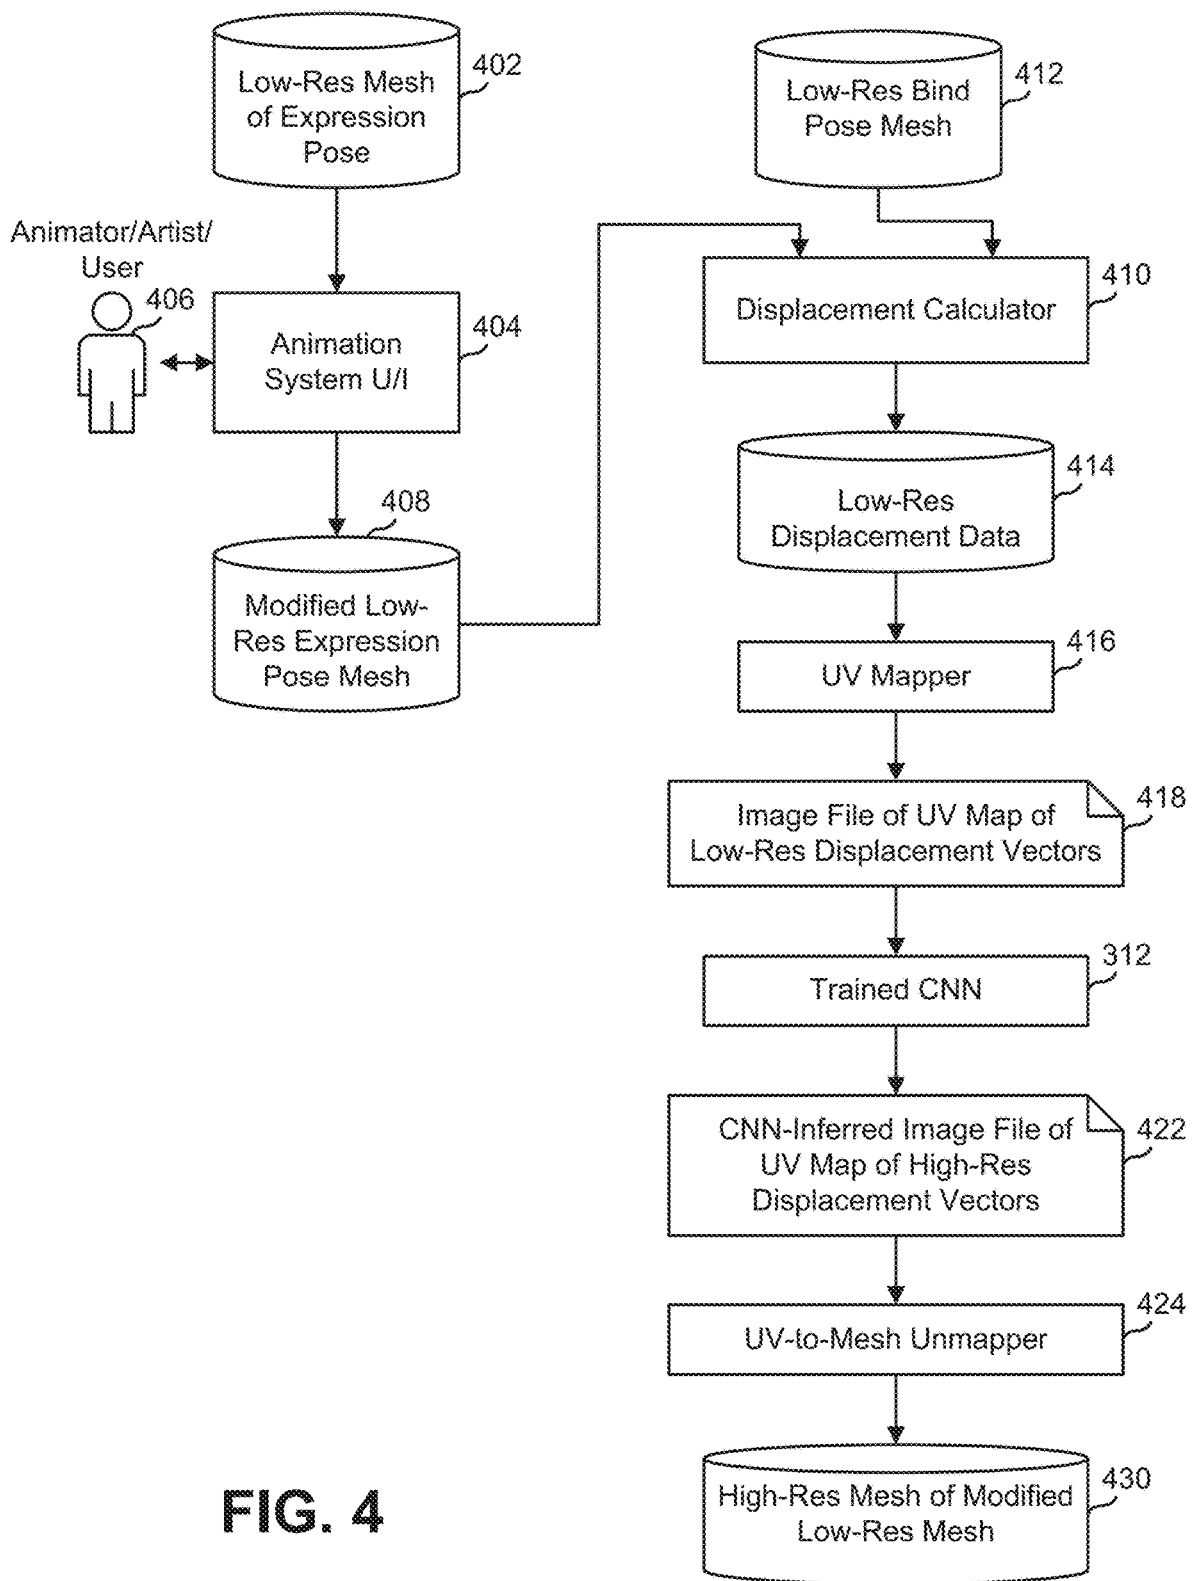 Low-Res Mesh
of Expression
Pose
402
Animator/Artist/
User
406
Animation
System U/I
404
408
Modified Low-
Res Expression
Pose Mesh
Low-Res Bind
Pose Mesh
412
Displacement Calculator
410
Low-Res
Displacement Data
414
UV Mapper
416
Image File of UV Map of
Low-Res Displacement Vectors
418
Trained CNN
312
CNN-Inferred Image File of
UV Map of High-Res
Displacement Vectors
422
UV-to-Mesh Unmapper
424
High-Res Mesh of Modified
Low-Res Mesh
430
FIG. 4